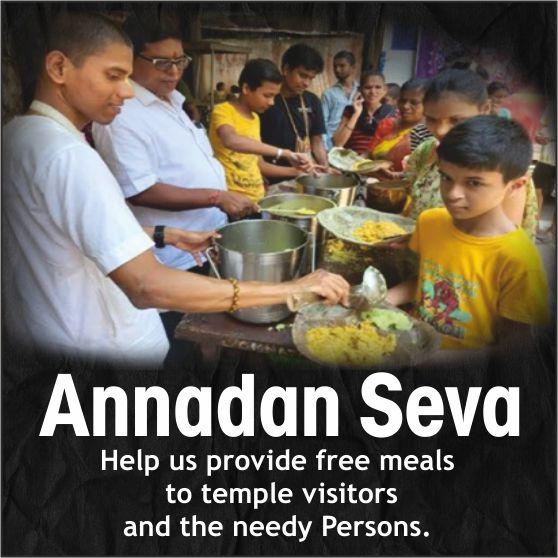 Annadan Seva
Help us provide free meals
to temple visitors
and the needy Persons.